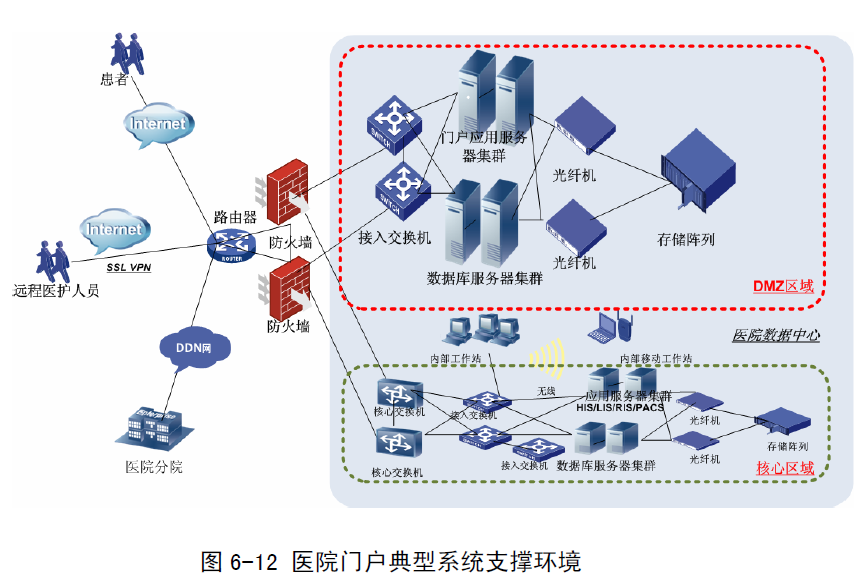 患者
Internet
Internet
SSL VPN
远程医护人员
DDN网
医院分院
路由器
ROUTER
防火墙
防火墙
SWITCH
SWITCH
接入交换机
门户应用服务
器集群
数据库服务器集群
光纤机
光纤机
存储阵列
DMZ区域
医院数据中心
内部工作站
无线
内部移动工作站
核心交换机
核心交换机
接入交换机
接入交换机
应用服务器集群
HIS/LIS/RIS/PACS
数据库服务器集群
光纤机
光纤机
存储阵列
核心区域
图 6-12 医院门户典型系统支撑环境